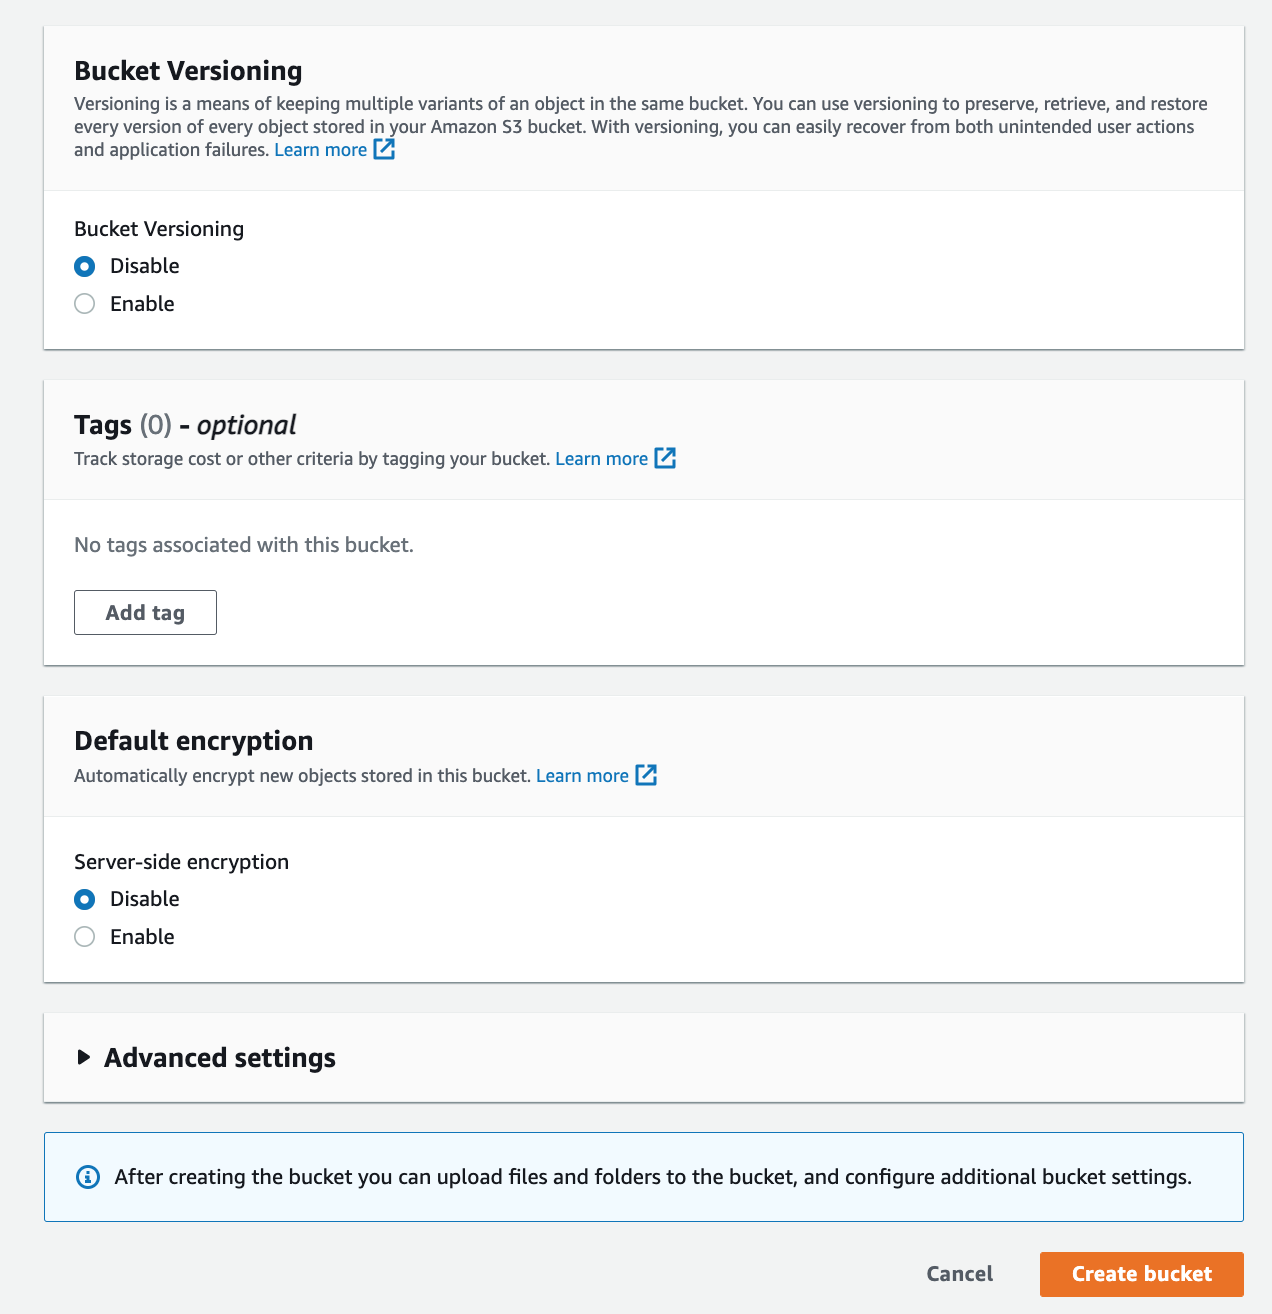 Bucket Versioning
Versioning is a means of keeping multiple variants of an object in the same bucket. You can use versioning to preserve, retrieve, and restore
every version of every object stored in your Amazon S3 bucket. With versioning, you can easily recover from both unintended user actions
and application failures. Learn more
Bucket Versioning
Disable
Enable
Tags (0) - optional
Track storage cost or other criteria by tagging your bucket. Learn more
No tags associated with this bucket.
Add tag
Default encryption
Automatically encrypt new objects stored in this bucket. Learn more
Server-side encryption
Disable
Enable
Advanced settings
After creating the bucket you can upload files and folders to the bucket, and configure additional bucket settings.
Cancel Create bucket